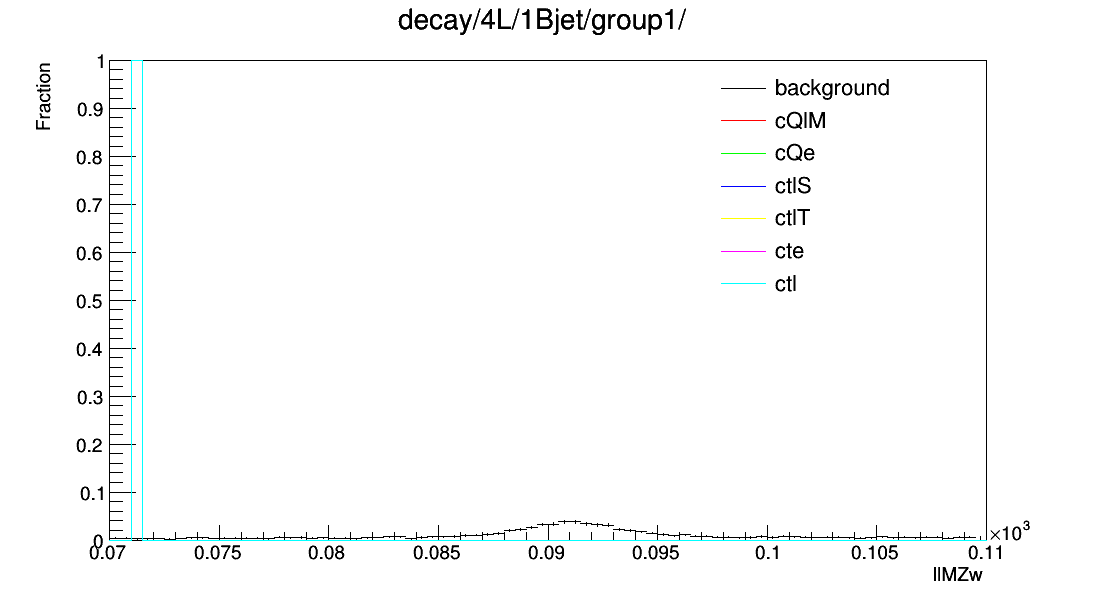 decay/4L/1Bjet/group1/
Fraction
1
0.9
0.8
0.7
0.6
0.5
0.4
0.3
0.2
0.1
0
background
cQlM
cQe
ctlS
ctlT
cte
ctl
0.07 0.075 0.08 0.085 0.09 0.095 0.1 0.105 0.11
×10³
llMZw